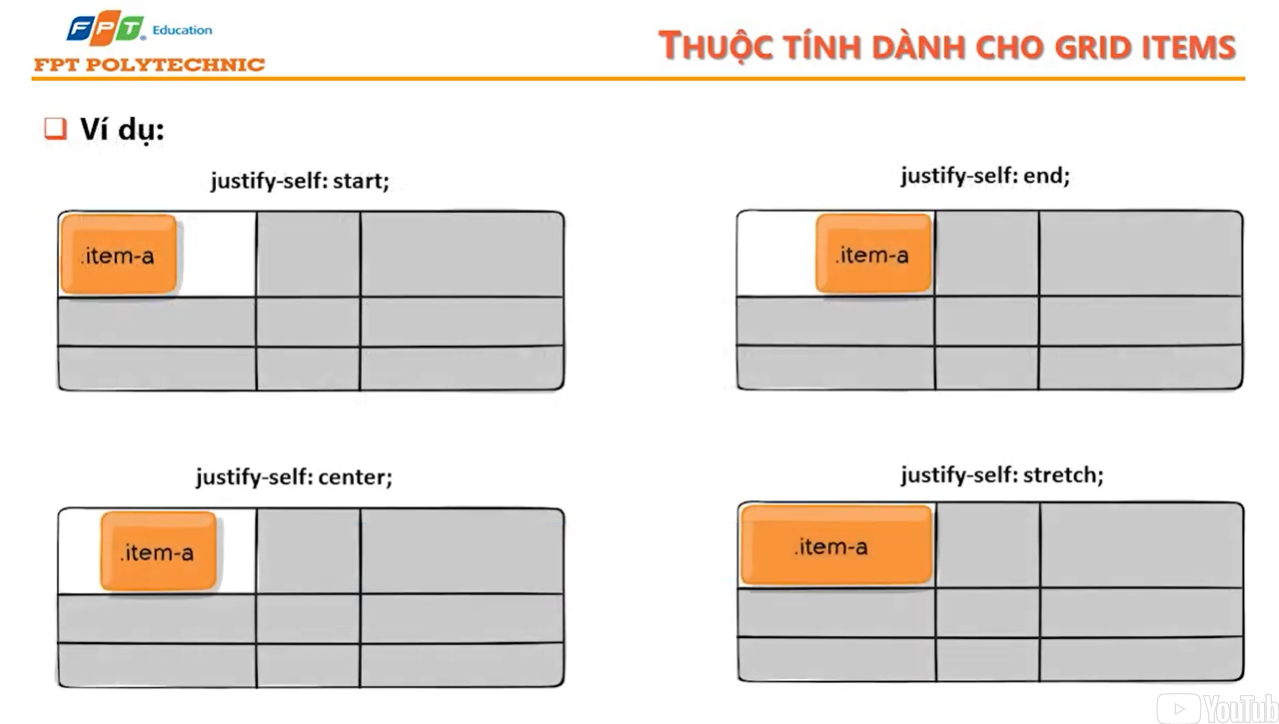 FPT Education
FPT POLYTECHNIC
THUỘC TÍNH DÀNH CHO GRID ITEMS
Ví dụ:
justify-self: start;
justify-self: end;
.item-a
.item-a
justify-self: center;
justify-self: stretch;
.item-a
.item-a
YouTub